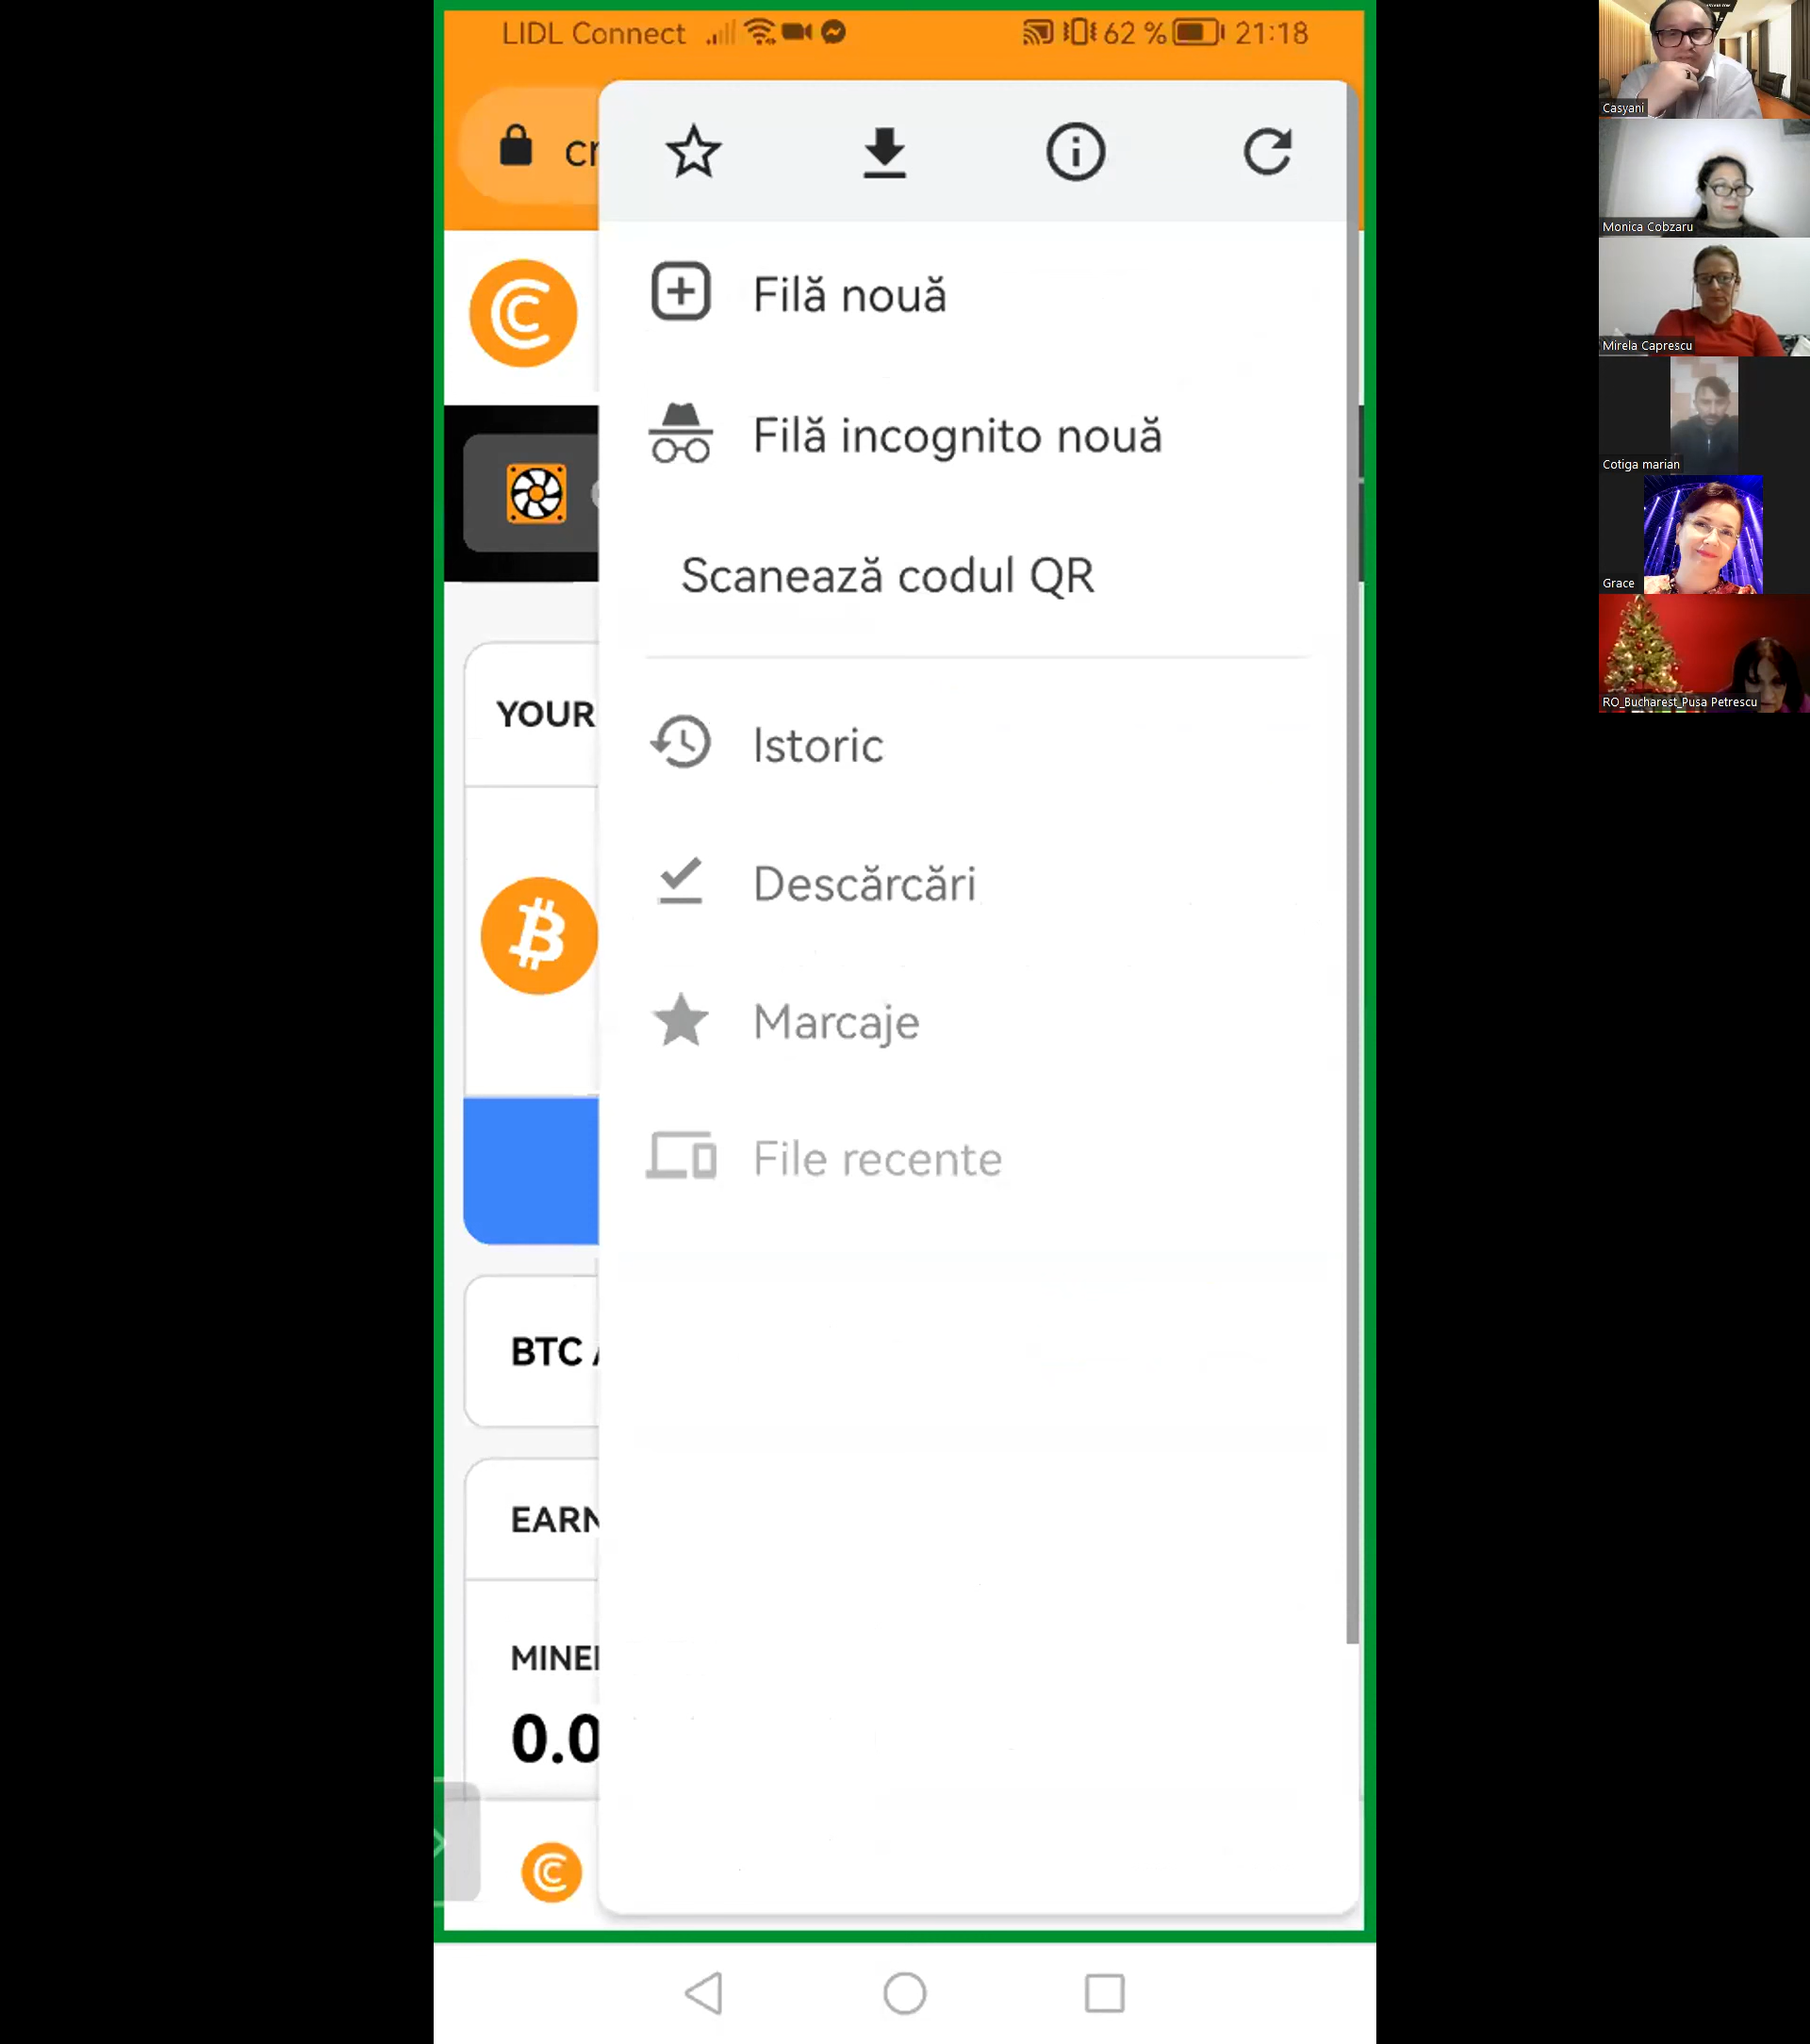 LIDL Connect 62 % 21:18
cr
Filă nouă
Filă incognito nouă
Scanează codul QR
YOUR
Istoric
Descărcări
Marcaje
File recente
BTC
EARN
MINE
0.0
Casyani
Monica Cobzaru
Mirela Caprescu
Cotiga marian
Grace
RO_Bucharest_Pusa Petrescu